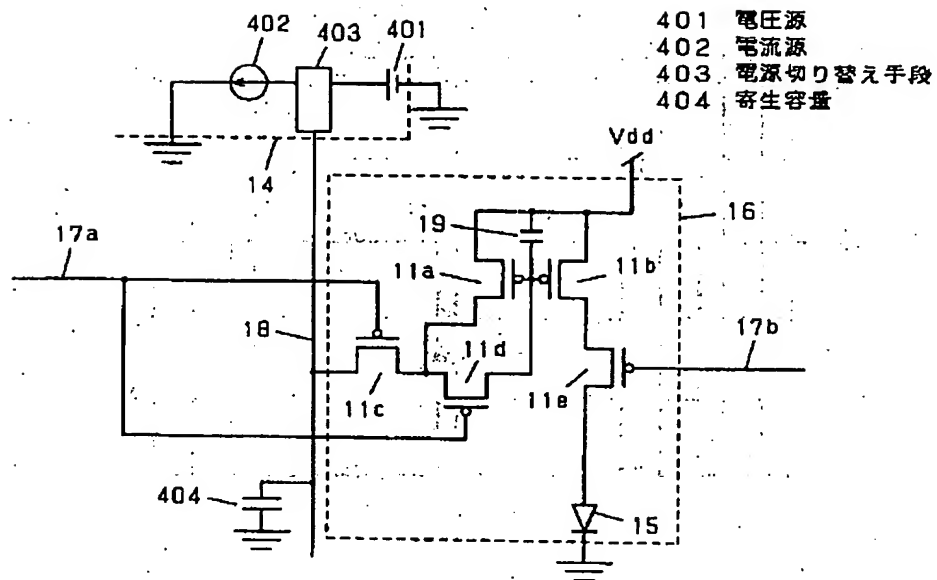 402
403
401
401 電圧源
402 電流源
403 電源切り替え手段
404 寄生容量
14
Vdd
16
17a
19
11a
11b
18
11d
17b
11c
11e
404
15